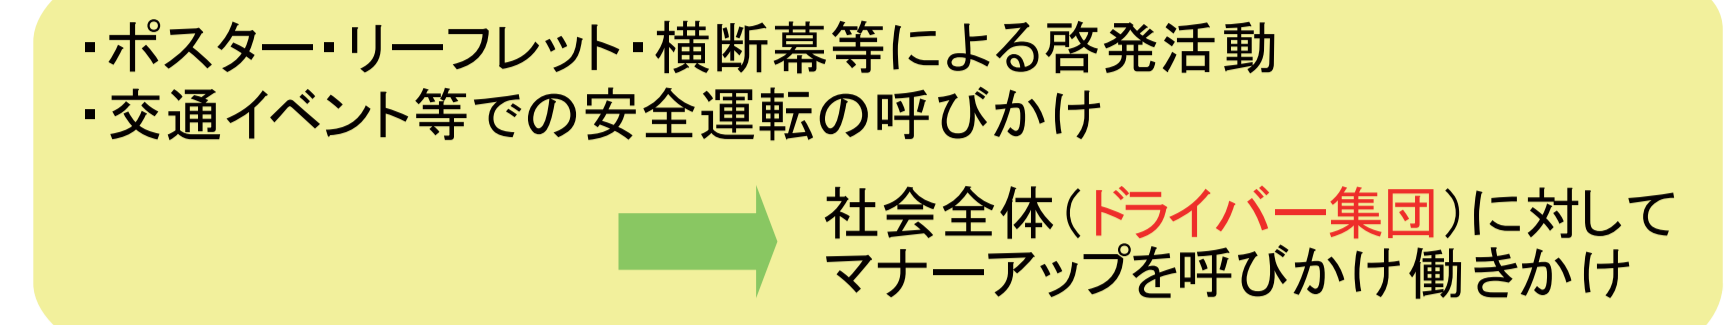 ・ポスター・リーフレット・横断幕等による啓発活動
・交通イベント等での安全運転の呼びかけ
社会全体（ドライバー集団）に対して
マナーアップを呼びかけ働きかけ